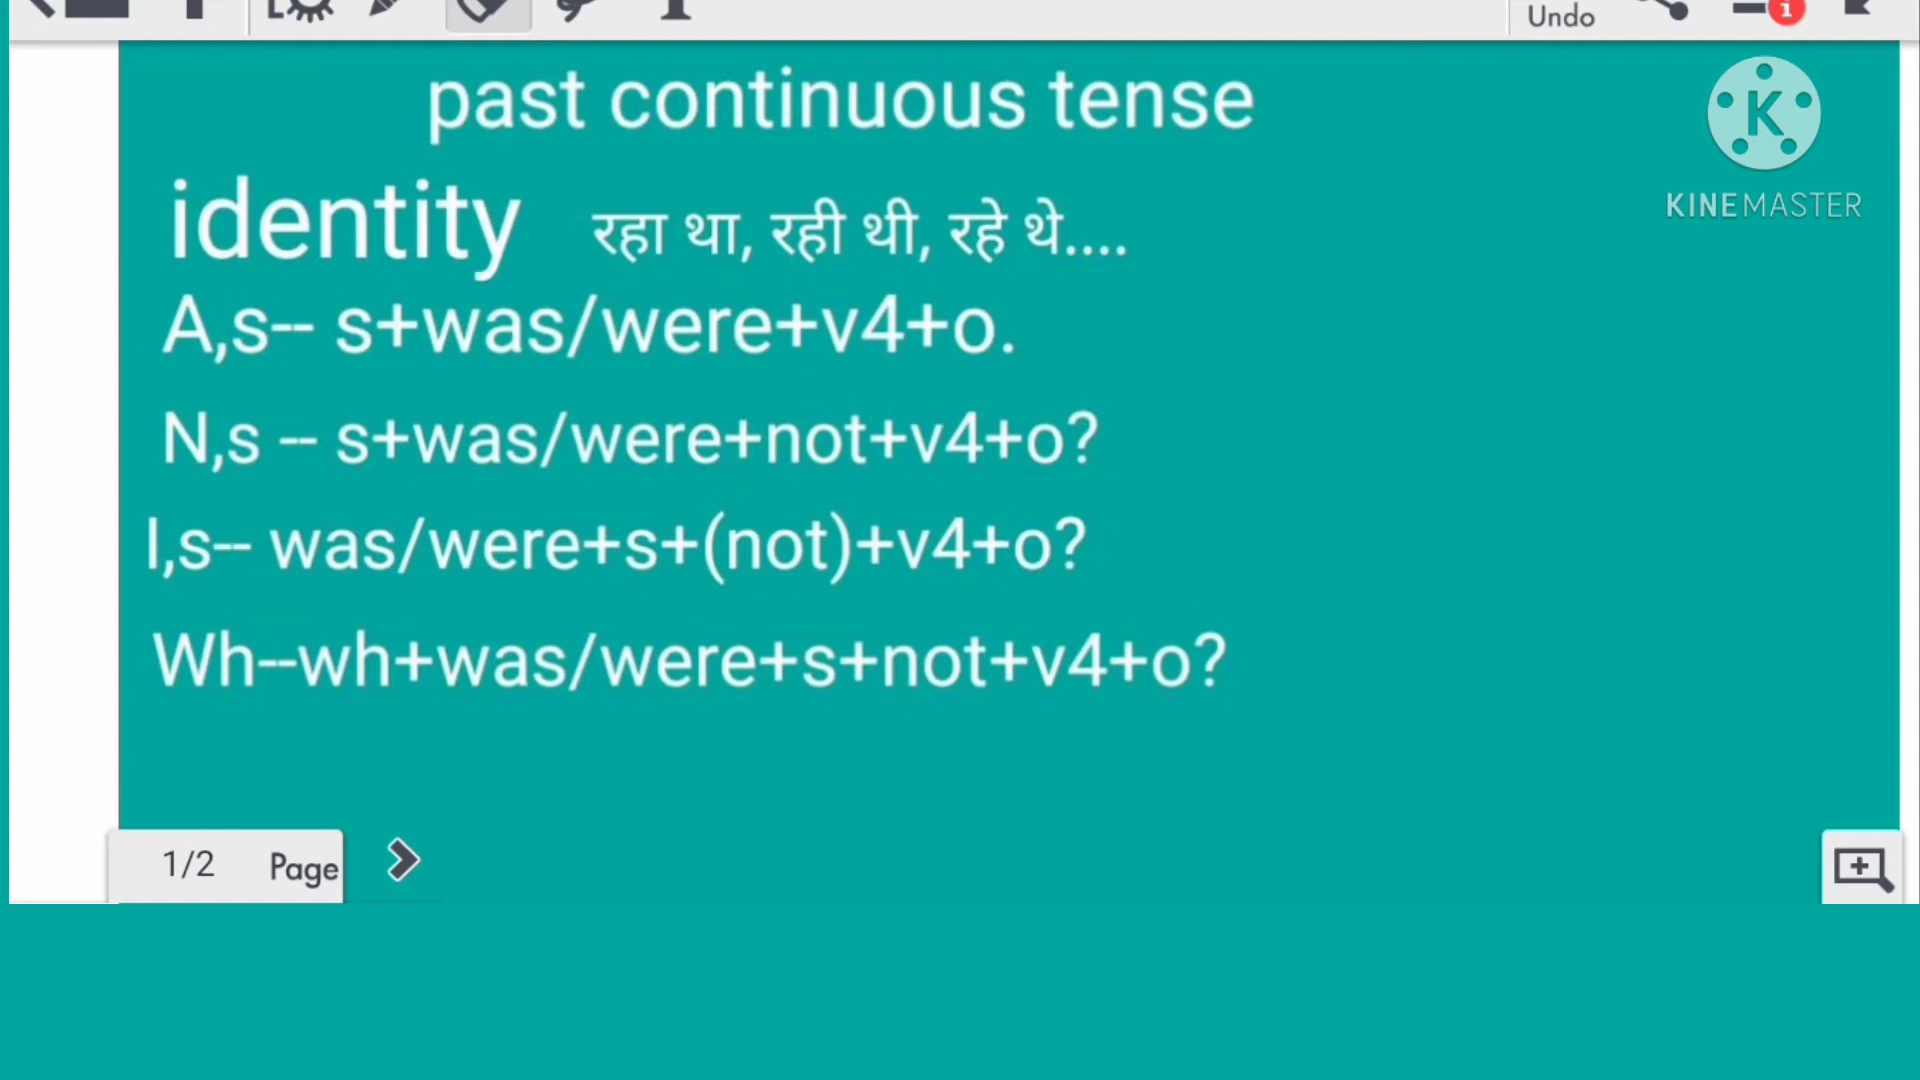 Undo
past continuous tense
KINEMASTER
identity रहा था, रही थी, रहे थे....
A,s-- s+was/were+v4+o.
N,s -- s+was/were+not+v4+o?
I,s-- was/were+s+(not)+v4+o?
Wh--wh+was/were+s+not+v4+o?
1/2 Page